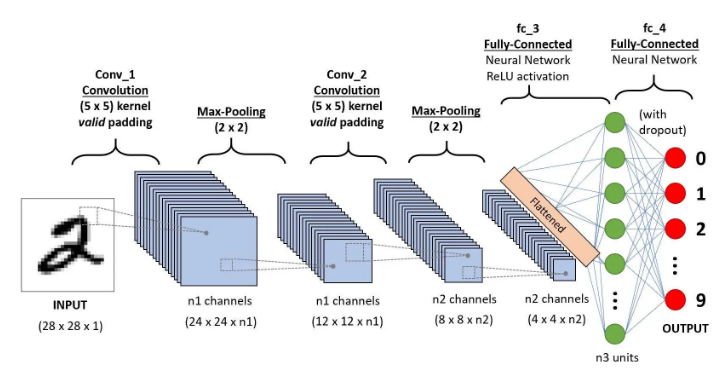 fc_3
Fully-Connected
Neural Network
ReLU activation
fc_4
Fully-Connected
Neural Network
Conv_1
Convolution
(5 x 5) kernel
valid padding
Max-Pooling
(2 x 2)
Conv_2
Convolution
(5 x 5) kernel
valid padding
Max-Pooling
(2 x 2)
(with
dropout)
Flattened
0
1
2
9
INPUT
(28 x 28 x 1)
n1 channels
(24 x 24 x n1)
n1 channels
(12 x 12 x n1)
n2 channels
(8 x 8 x n2)
n2 channels
(4 x 4 x n2)
n3 units
OUTPUT
2